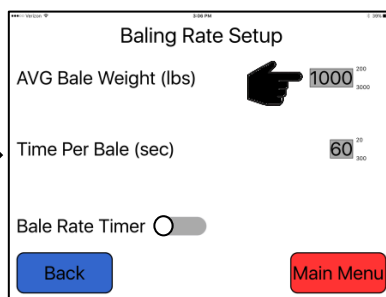 Verizon 3:06 PM 39%
Baling Rate Setup
AVG Bale Weight (lbs) 1000 200 3000
Time Per Bale (sec) 60 20 300
Bale Rate Timer
Back Main Menu